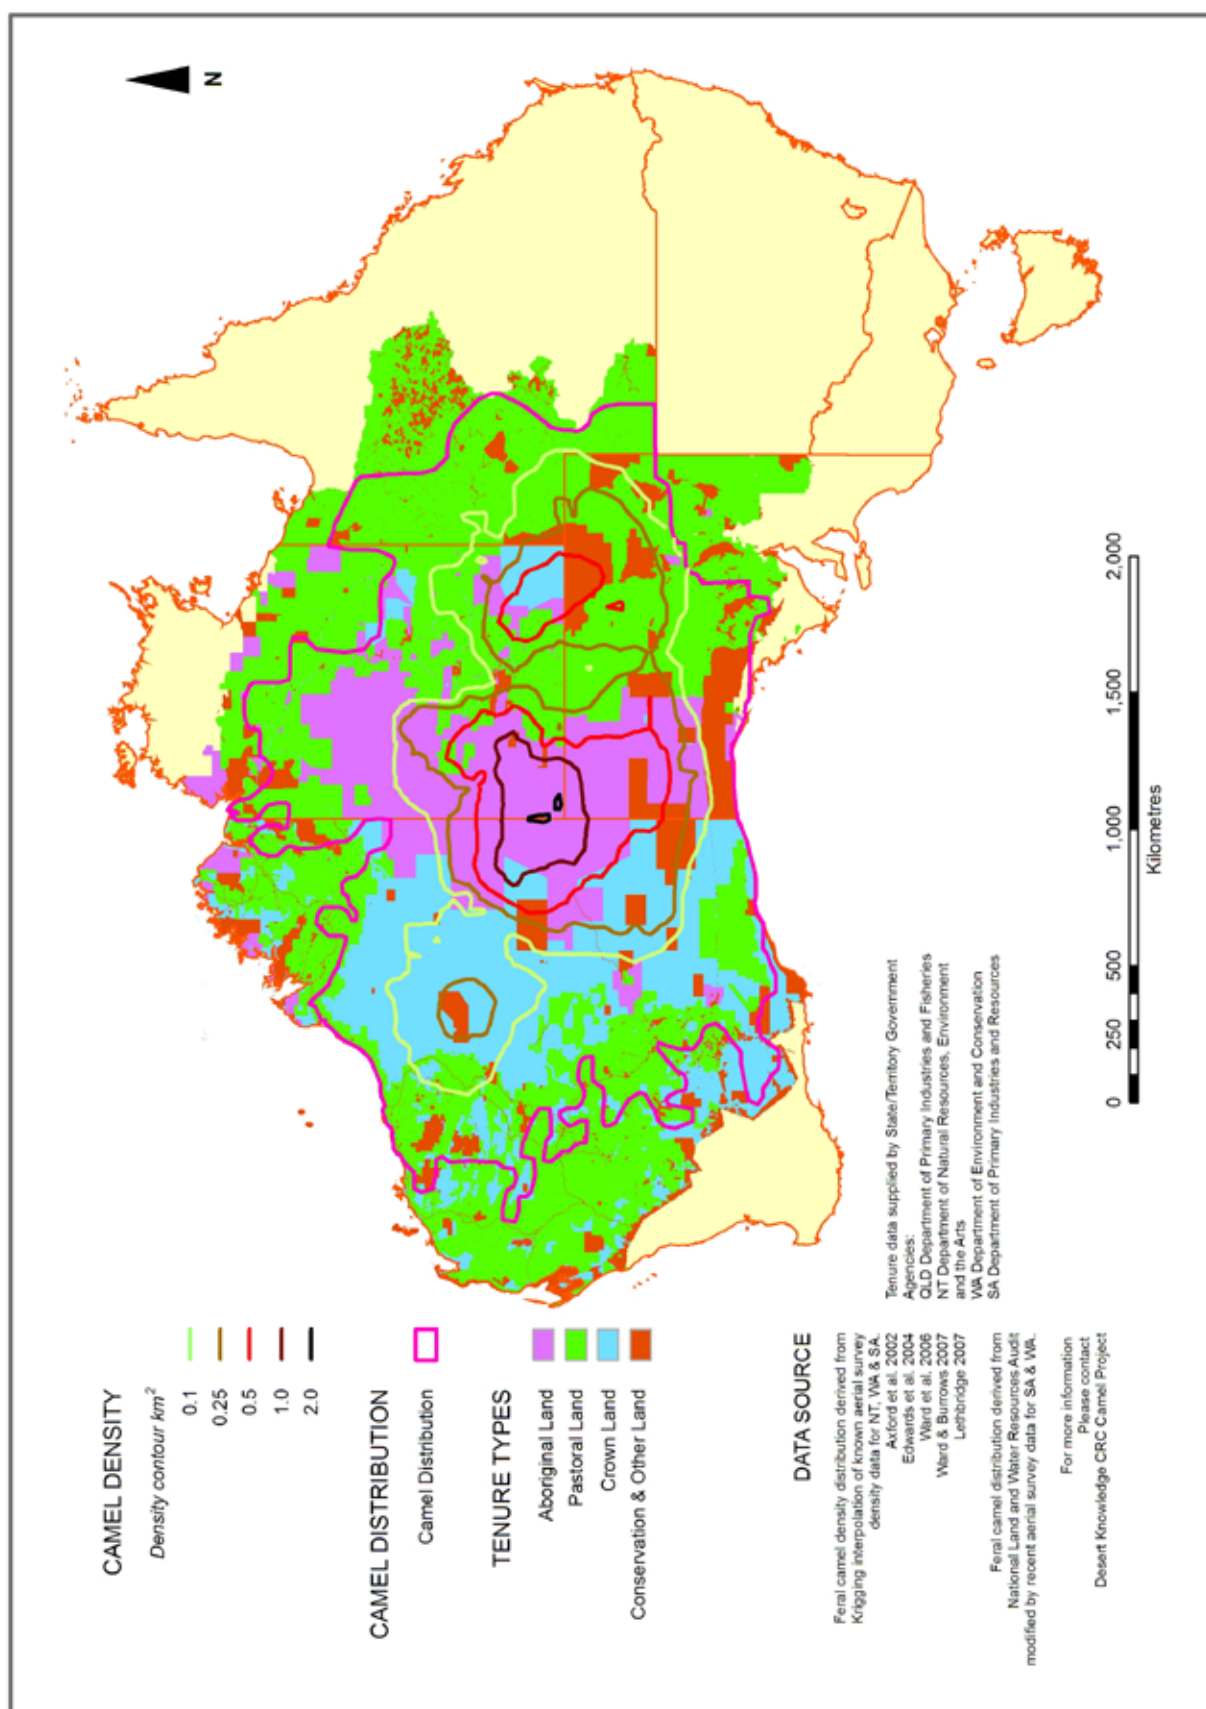 N
CAMEL DENSITY
Density contour km²
0.1
0.25
0.5
1.0
2.0
CAMEL DISTRIBUTION
Camel Distribution
TENURE TYPES
Aboriginal Land
Pastoral Land
Crown Land
Conservation & Other Land
DATA SOURCE
Feral camel density distribution derived from
Krigging interpolation of known aerial survey
density data for NT, WA & SA.
Axford et al. 2002
Edwards et al. 2004
Ward et al. 2006
Ward & Burrows 2007
Lethbridge 2007
Feral camel distribution derived from
National Land and Water Resources Audit
modified by recent aerial survey data for SA & WA.
For more information
Please contact
Desert Knowledge CRC Camel Project
Tenure data supplied by State/Territory Government
Agencies:
QLD Department of Primary Industries and Fisheries
NT Department of Natural Resources, Environment
and the Arts
WA Department of Environment and Conservation
SA Department of Primary Industries and Resources
0 250 500 1,000 1,500 2,000
Kilometres